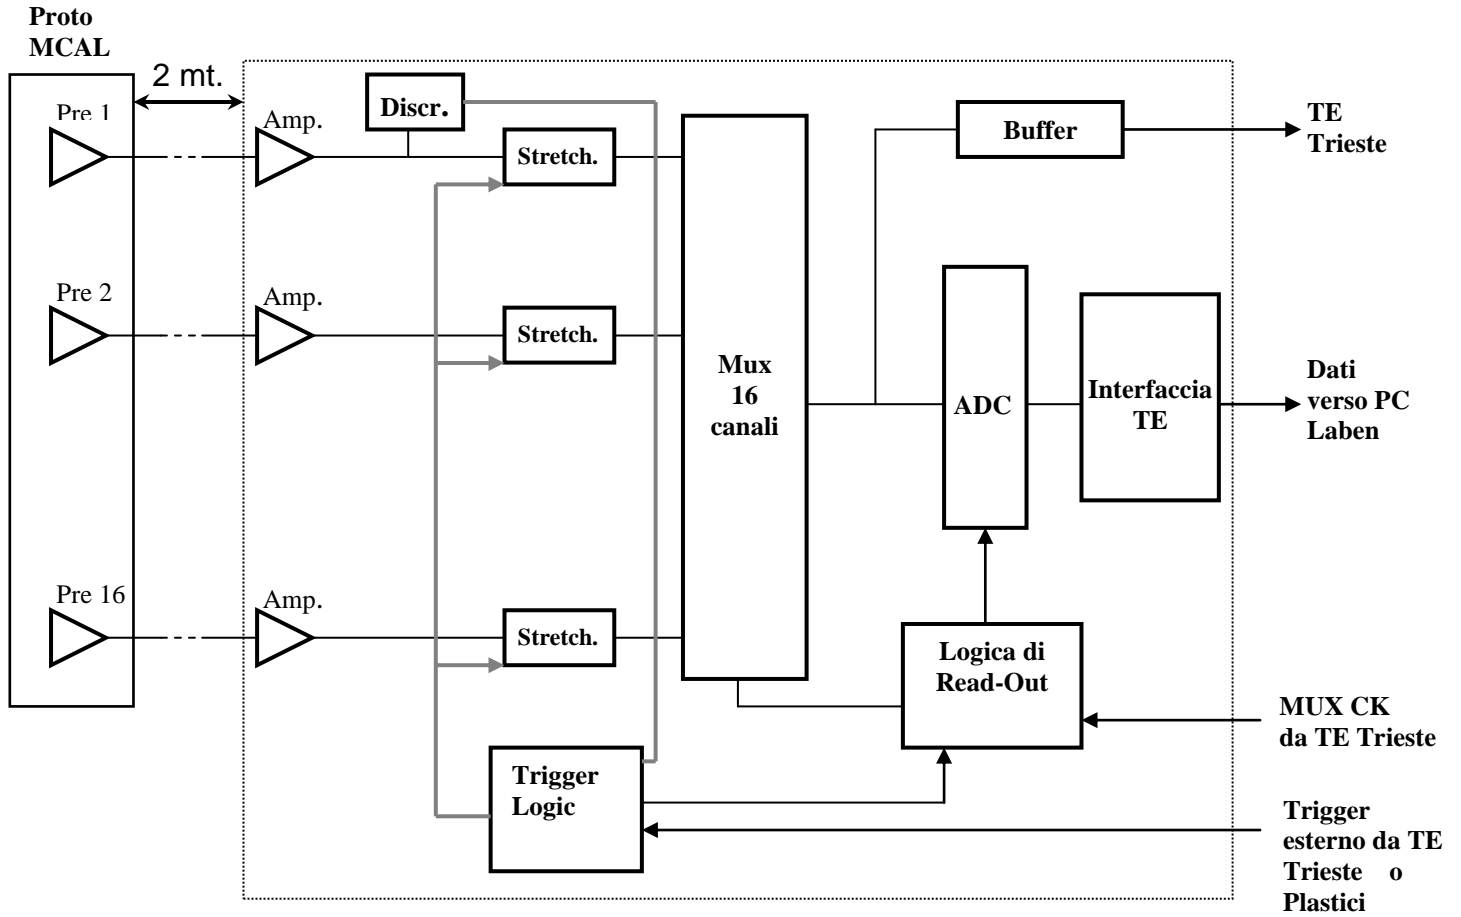 Proto
MCAL
2 mt.
Pre 1
Amp.
Discr.
Stretch.
Buffer
TE
Trieste
Pre 2
Amp.
Stretch.
Mux
16
canali
ADC
Interfaccia
TE
Dati
verso PC
Laben
Pre 16
Amp.
Stretch.
Logica di
Read-Out
MUX CK
da TE Trieste
Trigger
Logic
Trigger
esterno da TE
Trieste o
Plastici